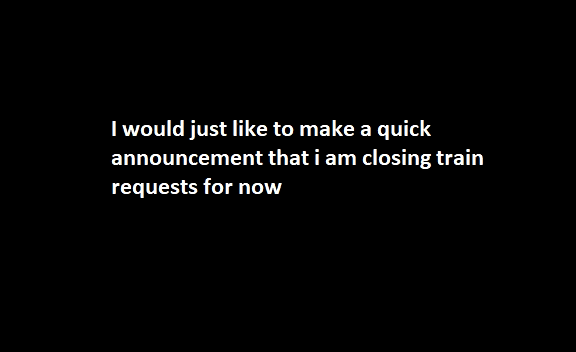 I would just like to make a quick
announcement that i am closing train
requests for now